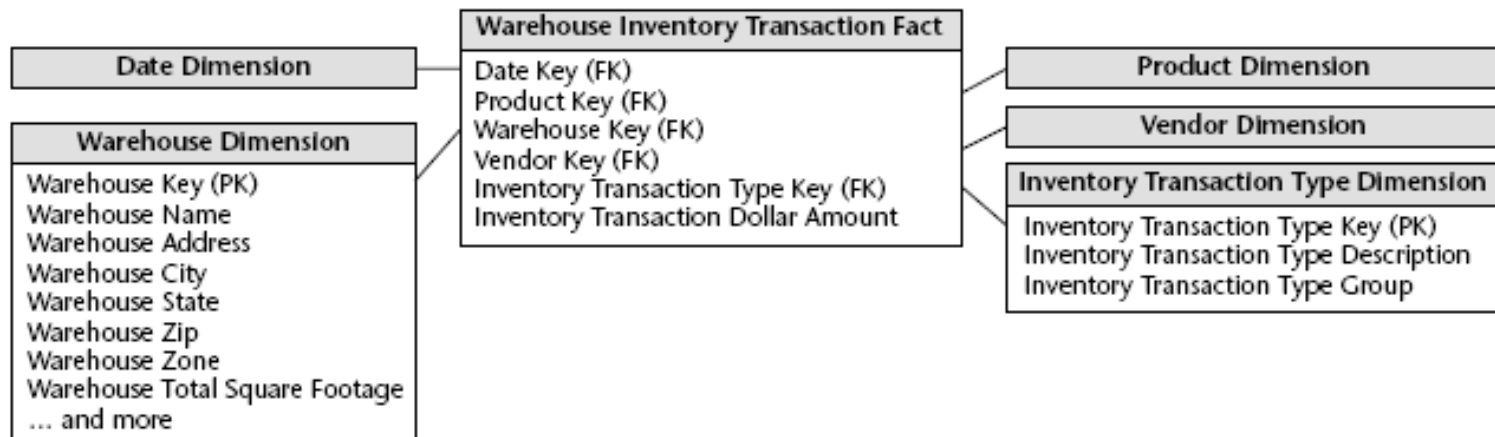 Date Dimension
Warehouse Dimension
Warehouse Key (PK)
Warehouse Name
Warehouse Address
Warehouse City
Warehouse State
Warehouse Zip
Warehouse Zone
Warehouse Total Square Footage
... and more
Warehouse Inventory Transaction Fact
Date Key (FK)
Product Key (FK)
Warehouse Key (FK)
Vendor Key (FK)
Inventory Transaction Type Key (FK)
Inventory Transaction Dollar Amount
Product Dimension
Vendor Dimension
Inventory Transaction Type Dimension
Inventory Transaction Type Key (PK)
Inventory Transaction Type Description
Inventory Transaction Type Group